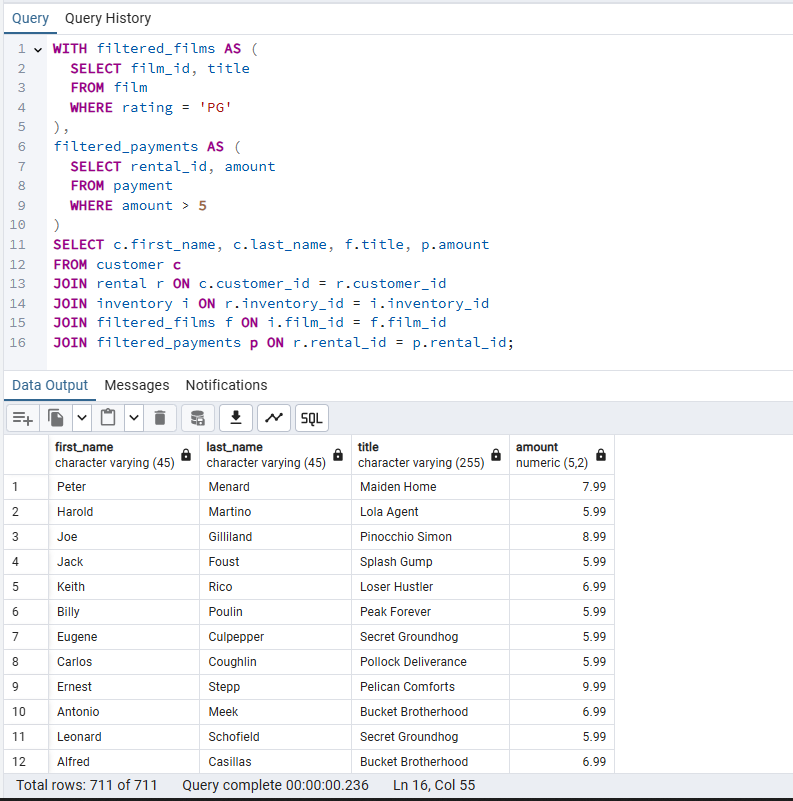 Query Query History
1 WITH filtered_films AS (
2 SELECT film_id, title
3 FROM film
4 WHERE rating = 'PG'
5 ),
6 filtered_payments AS (
7 SELECT rental_id, amount
8 FROM payment
9 WHERE amount > 5
10 )
11 SELECT c.first_name, c.last_name, f.title, p.amount
12 FROM customer c
13 JOIN rental r ON c.customer_id = r.customer_id
14 JOIN inventory i ON r.inventory_id = i.inventory_id
15 JOIN filtered_films f ON i.film_id = f.film_id
16 JOIN filtered_payments p ON r.rental_id = p.rental_id;
Data Output Messages Notifications
SQL
first_name last_name title amount
character varying (45) character varying (45) character varying (255) numeric (5,2)
1 Peter Menard Maiden Home 7.99
2 Harold Martino Lola Agent 5.99
3 Joe Gilliland Pinocchio Simon 8.99
4 Jack Foust Splash Gump 5.99
5 Keith Rico Loser Hustler 6.99
6 Billy Poulin Peak Forever 5.99
7 Eugene Culpepper Secret Groundhog 5.99
8 Carlos Coughlin Pollock Deliverance 5.99
9 Ernest Stepp Pelican Comforts 9.99
10 Antonio Meek Bucket Brotherhood 6.99
11 Leonard Schofield Secret Groundhog 5.99
12 Alfred Casillas Bucket Brotherhood 6.99
Total rows: 711 of 711 Query complete 00:00:00.236 Ln 16, Col 55